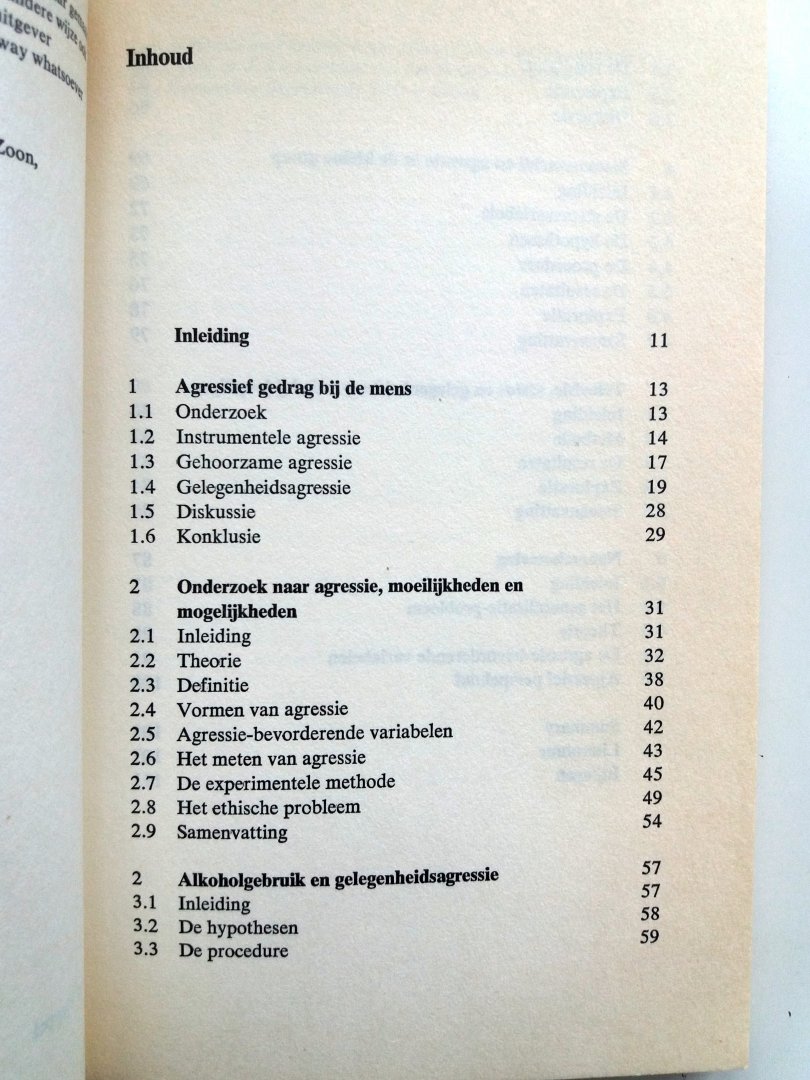 gever
way whatsoever
Zoon,
Inhoud
Inleiding 11
1 Agressief gedrag bij de mens 13
1.1 Onderzoek 13
1.2 Instrumentele agressie 14
1.3 Gehoorzame agressie 17
1.4 Gelegenheidsagressie 19
1.5 Diskussie 28
1.6 Konklusie 29
2 Onderzoek naar agressie, moeilijkheden en
mogelijkheden 31
2.1 Inleiding 31
2.2 Theorie 32
2.3 Definitie 38
2.4 Vormen van agressie 40
2.5 Agressie-bevorderende variabelen 42
2.6 Het meten van agressie 43
2.7 De experimentele methode 45
2.8 Het ethische probleem 49
2.9 Samenvatting 54
2 Alkoholgebruik en gelegenheidsagressie 57
3.1 Inleiding 57
3.2 De hypothesen 58
3.3 De procedure 59